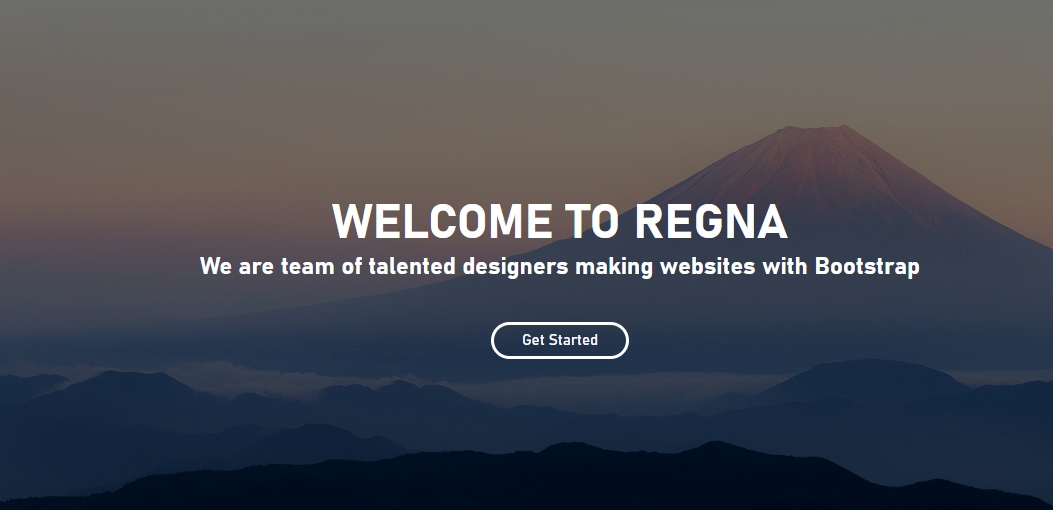 WELCOME TO REGNA
We are team of talented designers making websites with Bootstrap
Get Started